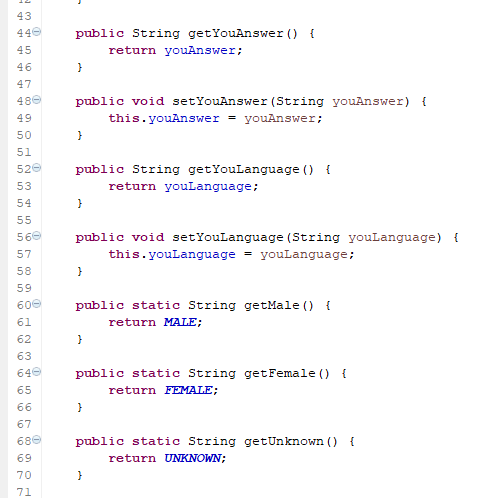 42 }
43
44 public String getYouAnswer() {
45 return youAnswer;
46 }
47
48 public void setYouAnswer(String youAnswer) {
49 this.youAnswer = youAnswer;
50 }
51
52 public String getYouLanguage() {
53 return youLanguage;
54 }
55
56 public void setYouLanguage(String youLanguage) {
57 this.youLanguage = youLanguage;
58 }
59
60 public static String getMale() {
61 return MALE;
62 }
63
64 public static String getFemale() {
65 return FEMALE;
66 }
67
68 public static String getUnknown() {
69 return UNKNOWN;
70 }
71